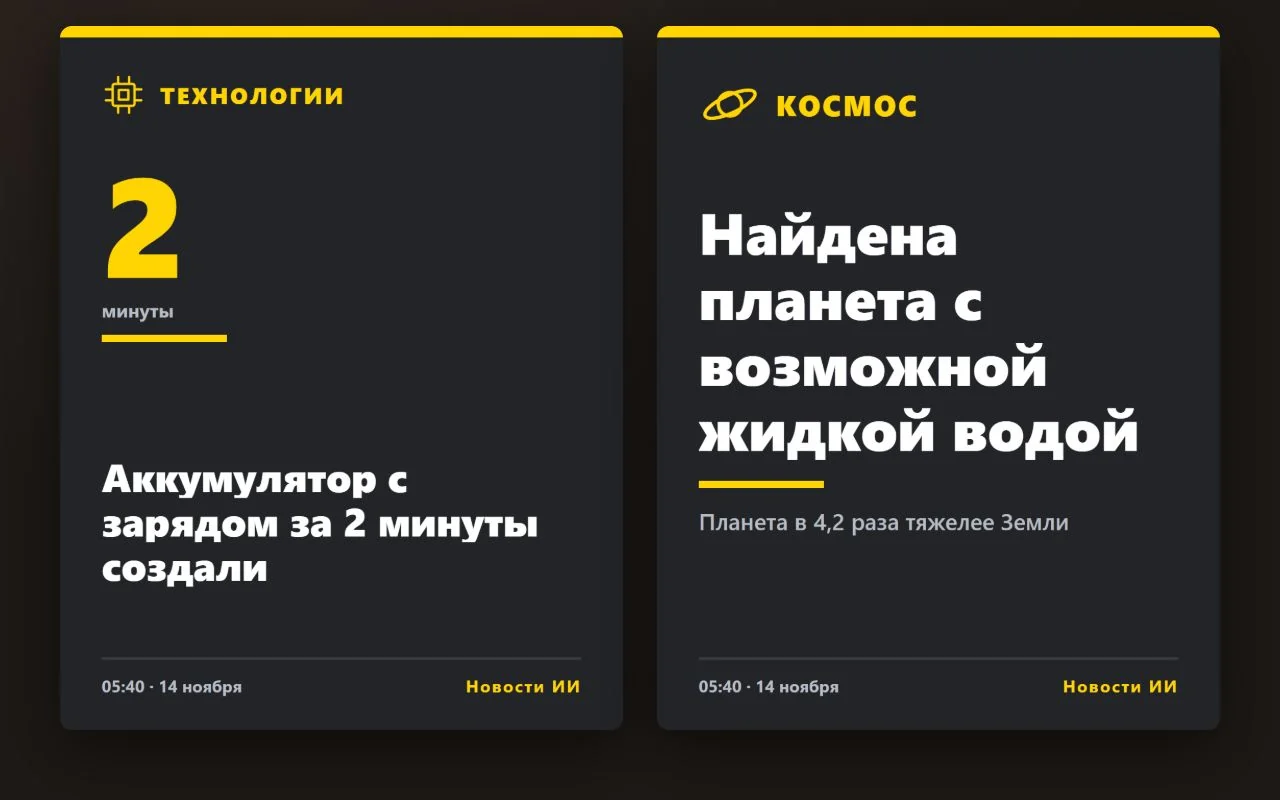 ТЕХНОЛОГИИ
2
минуты
Аккумулятор с
зарядом за 2 минуты
создали
05:40 · 14 ноября
Новости ИИ
КОСМОС
Найдена
планета с
возможной
жидкой водой
Планета в 4,2 раза тяжелее Земли
05:40 · 14 ноября
Новости ИИ